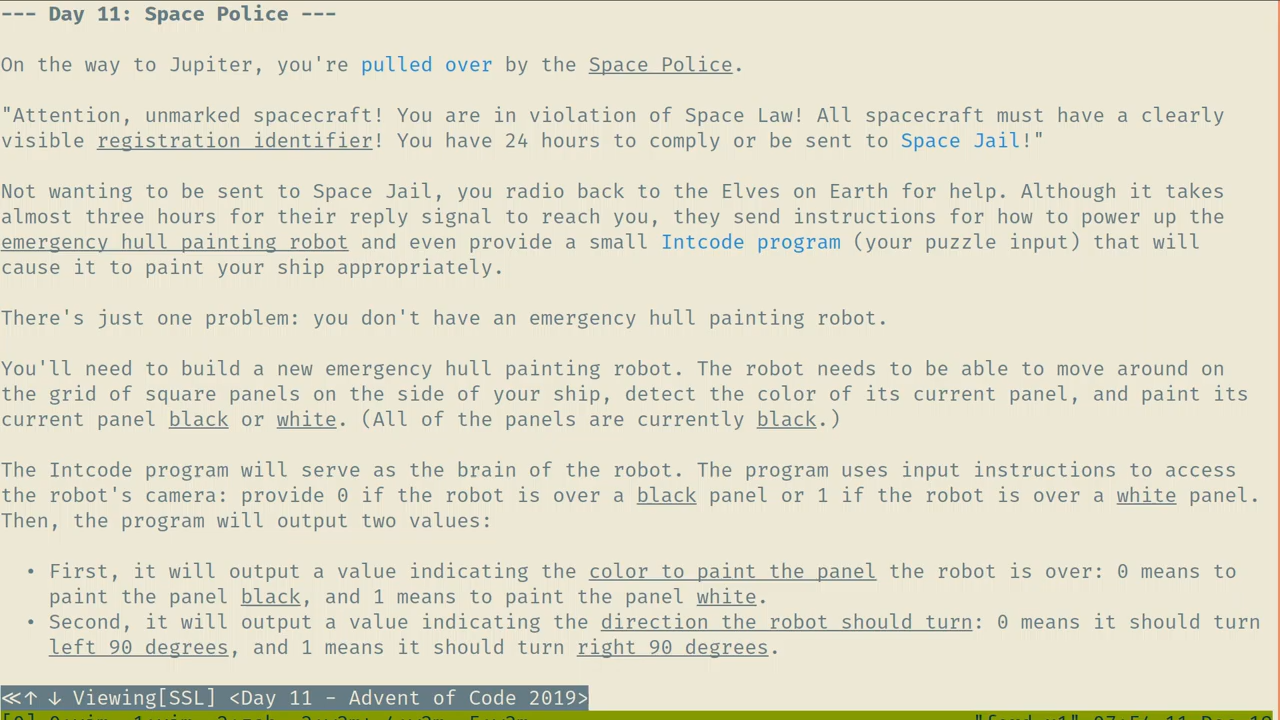 --- Day 11: Space Police ---
On the way to Jupiter, you're pulled over by the Space Police.
"Attention, unmarked spacecraft! You are in violation of Space Law! All spacecraft must have a clearly
visible registration identifier! You have 24 hours to comply or be sent to Space Jail!"
Not wanting to be sent to Space Jail, you radio back to the Elves on Earth for help. Although it takes
almost three hours for their reply signal to reach you, they send instructions for how to power up the
emergency hull painting robot and even provide a small Intcode program (your puzzle input) that will
cause it to paint your ship appropriately.
There's just one problem: you don't have an emergency hull painting robot.
You'll need to build a new emergency hull painting robot. The robot needs to be able to move around on
the grid of square panels on the side of your ship, detect the color of its current panel, and paint its
current panel black or white. (All of the panels are currently black.)
The Intcode program will serve as the brain of the robot. The program uses input instructions to access
the robot's camera: provide 0 if the robot is over a black panel or 1 if the robot is over a white panel.
Then, the program will output two values:
• First, it will output a value indicating the color to paint the panel the robot is over: 0 means to
paint the panel black, and 1 means to paint the panel white.
• Second, it will output a value indicating the direction the robot should turn: 0 means it should turn
left 90 degrees, and 1 means it should turn right 90 degrees.
≪↑ ↓ Viewing[SSL] <Day 11 - Advent of Code 2019>